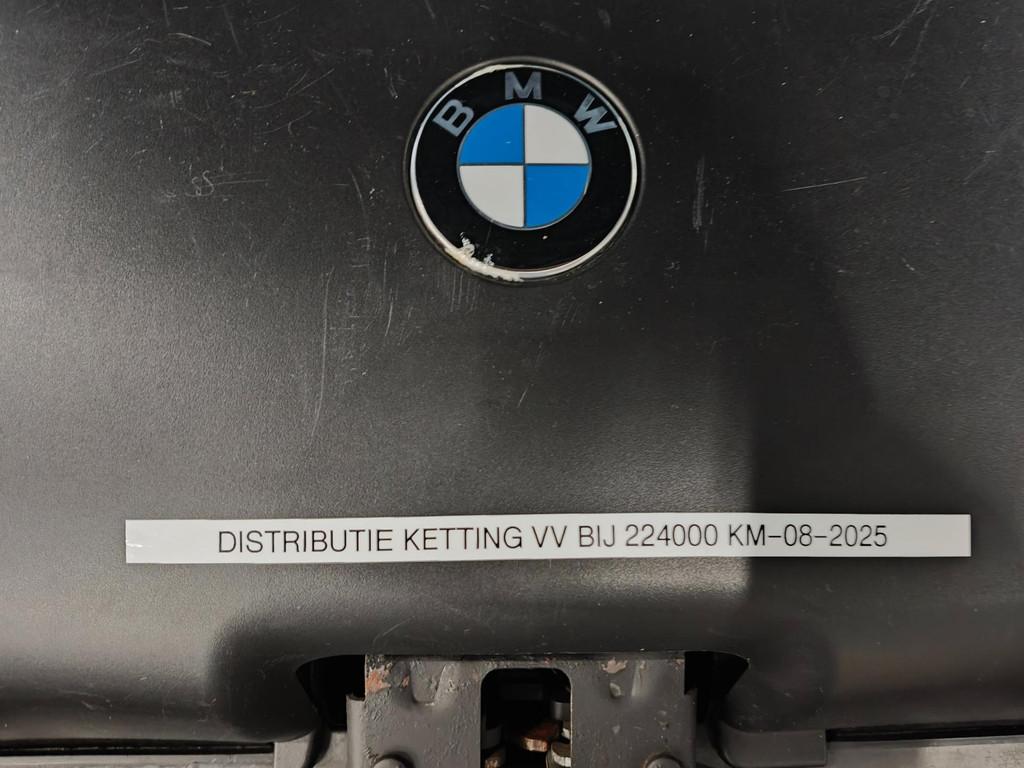 BMW
DISTRIBUTIE KETTING VV BIJ 224000 KM-08-2025